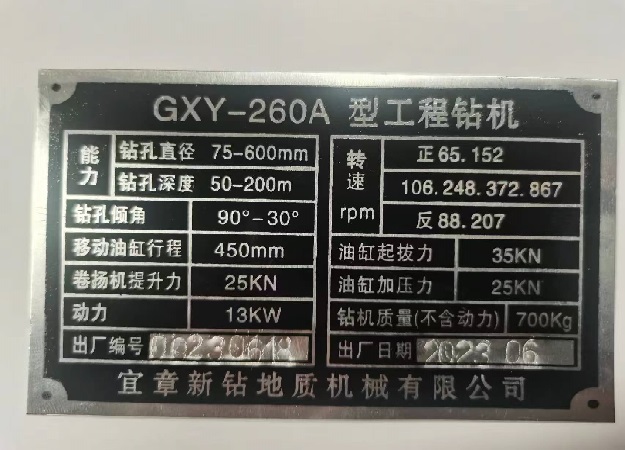 GXY-260A 型工程钻机
能力 钻孔直径 75-600mm
钻孔深度 50-200m
钻孔倾角 90°-30°
移动油缸行程 450mm
卷扬机提升力 25KN
动力 13KW
出厂编号
转速 rpm 正65.152
106.248.372.867
反88.207
油缸起拔力 35KN
油缸加压力 25KN
钻机质量(不含动力) 700Kg
出厂日期 2023 06
宜章新钻地质机械有限公司